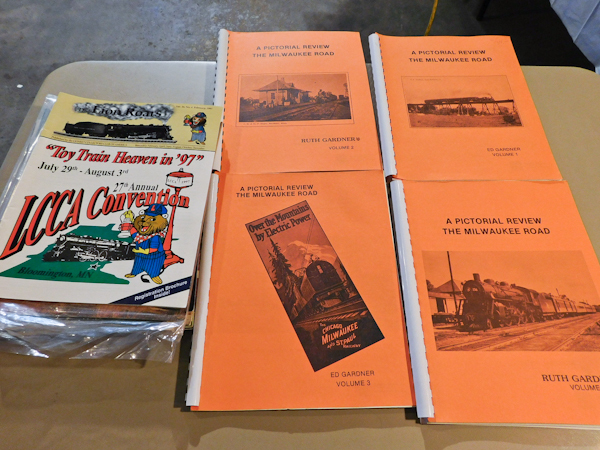 Lion Roars
"Toy Train Heaven in '97"
July 29th - August 3rd
27th Annual
LCCA Convention
Bloomington, MN
Registration Brochure
Inside!
A PICTORIAL REVIEW
THE MILWAUKEE ROAD
RUTH GARDNER
VOLUME 2
A PICTORIAL REVIEW
THE MILWAUKEE ROAD
ED GARDNER
VOLUME 1
A PICTORIAL REVIEW
THE MILWAUKEE ROAD
Over the Mountains
by Electric Power
The
CHICAGO
MILWAUKEE
AND ST. PAUL
RAILWAY
ED GARDNER
VOLUME 3
A PICTORIAL REVIEW
THE MILWAUKEE ROAD
RUTH GARD
VOLUME